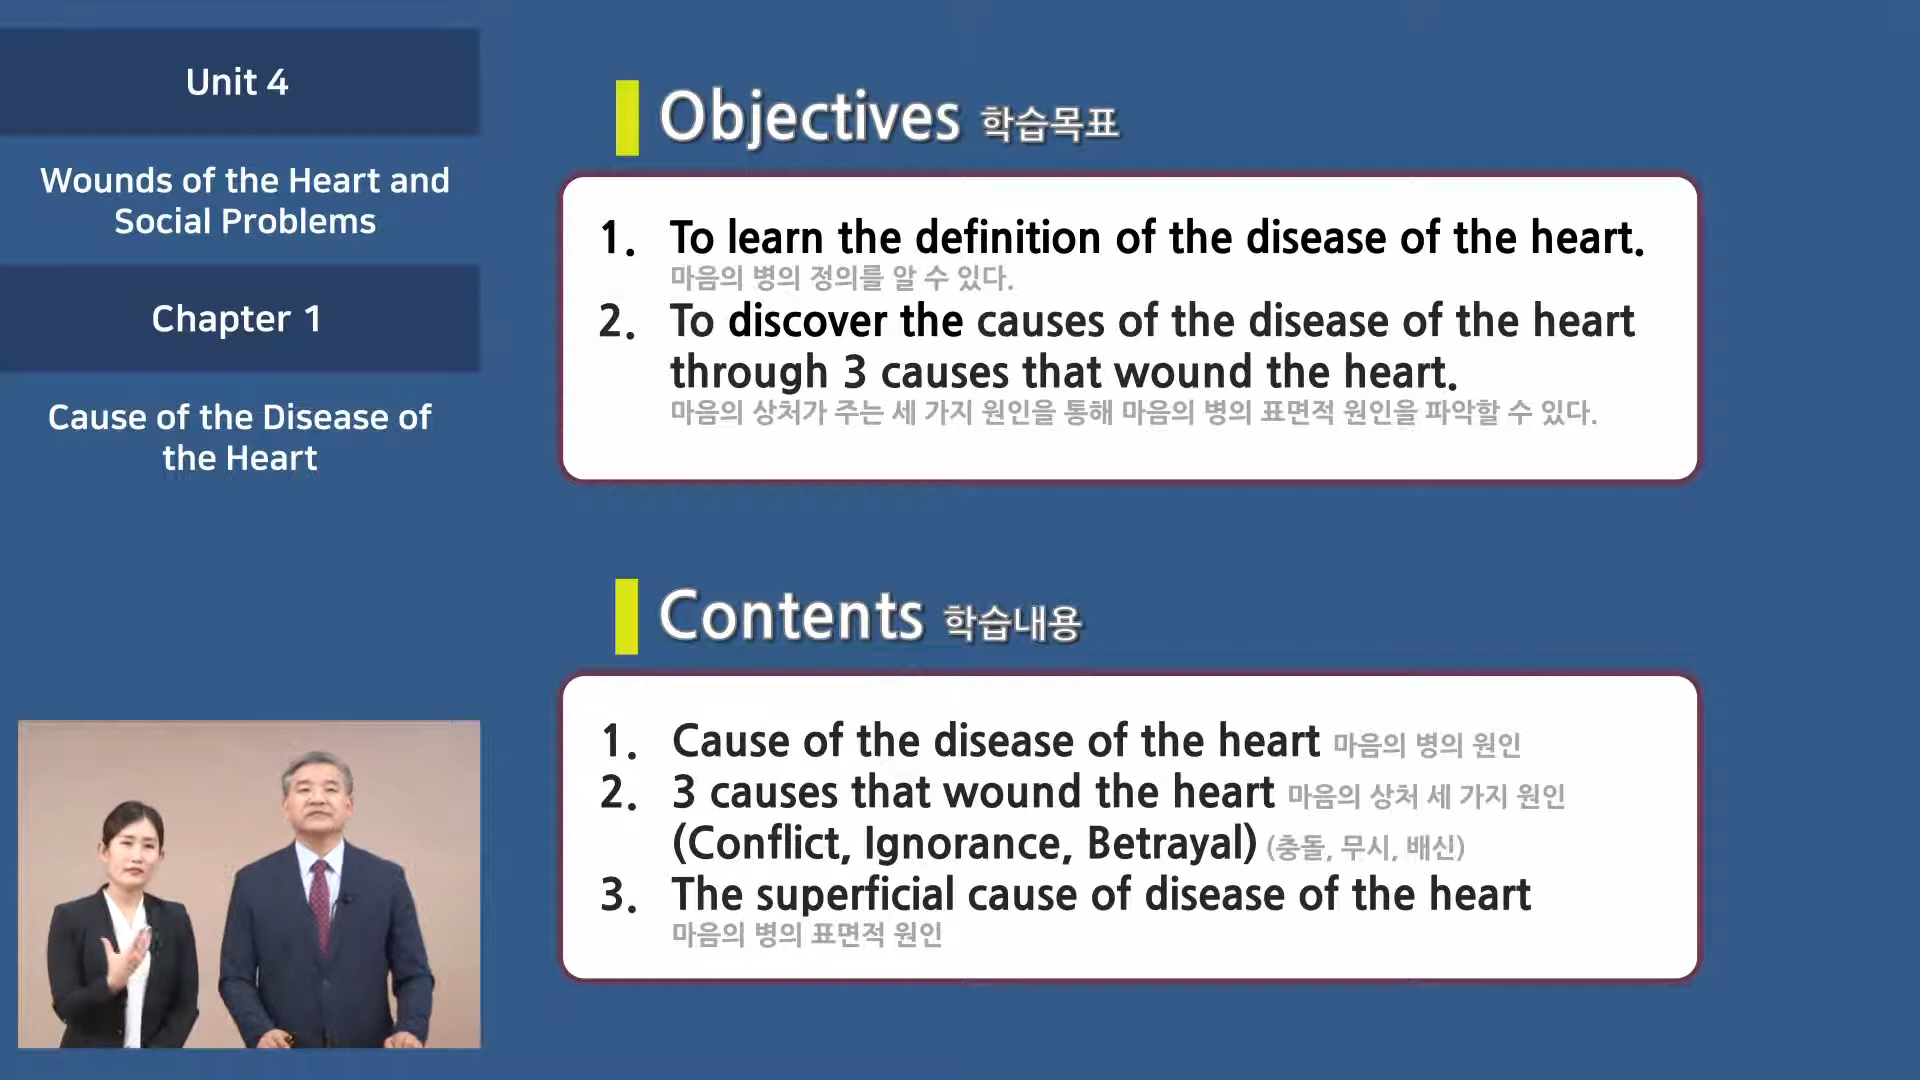 Unit 4
Wounds of the Heart and
Social Problems
Chapter 1
Cause of the Disease of
the Heart
Objectives 학습목표
1. To learn the definition of the disease of the heart.
마음의 병의 정의를 알 수 있다.
2. To discover the causes of the disease of the heart
through 3 causes that wound the heart.
마음의 상처가 주는 세 가지 원인을 통해 마음의 병의 표면적 원인을 파악할 수 있다.
Contents 학습내용
1. Cause of the disease of the heart 마음의 병의 원인
2. 3 causes that wound the heart 마음의 상처 세 가지 원인
(Conflict, Ignorance, Betrayal) (충돌, 무시, 배신)
3. The superficial cause of disease of the heart
마음의 병의 표면적 원인